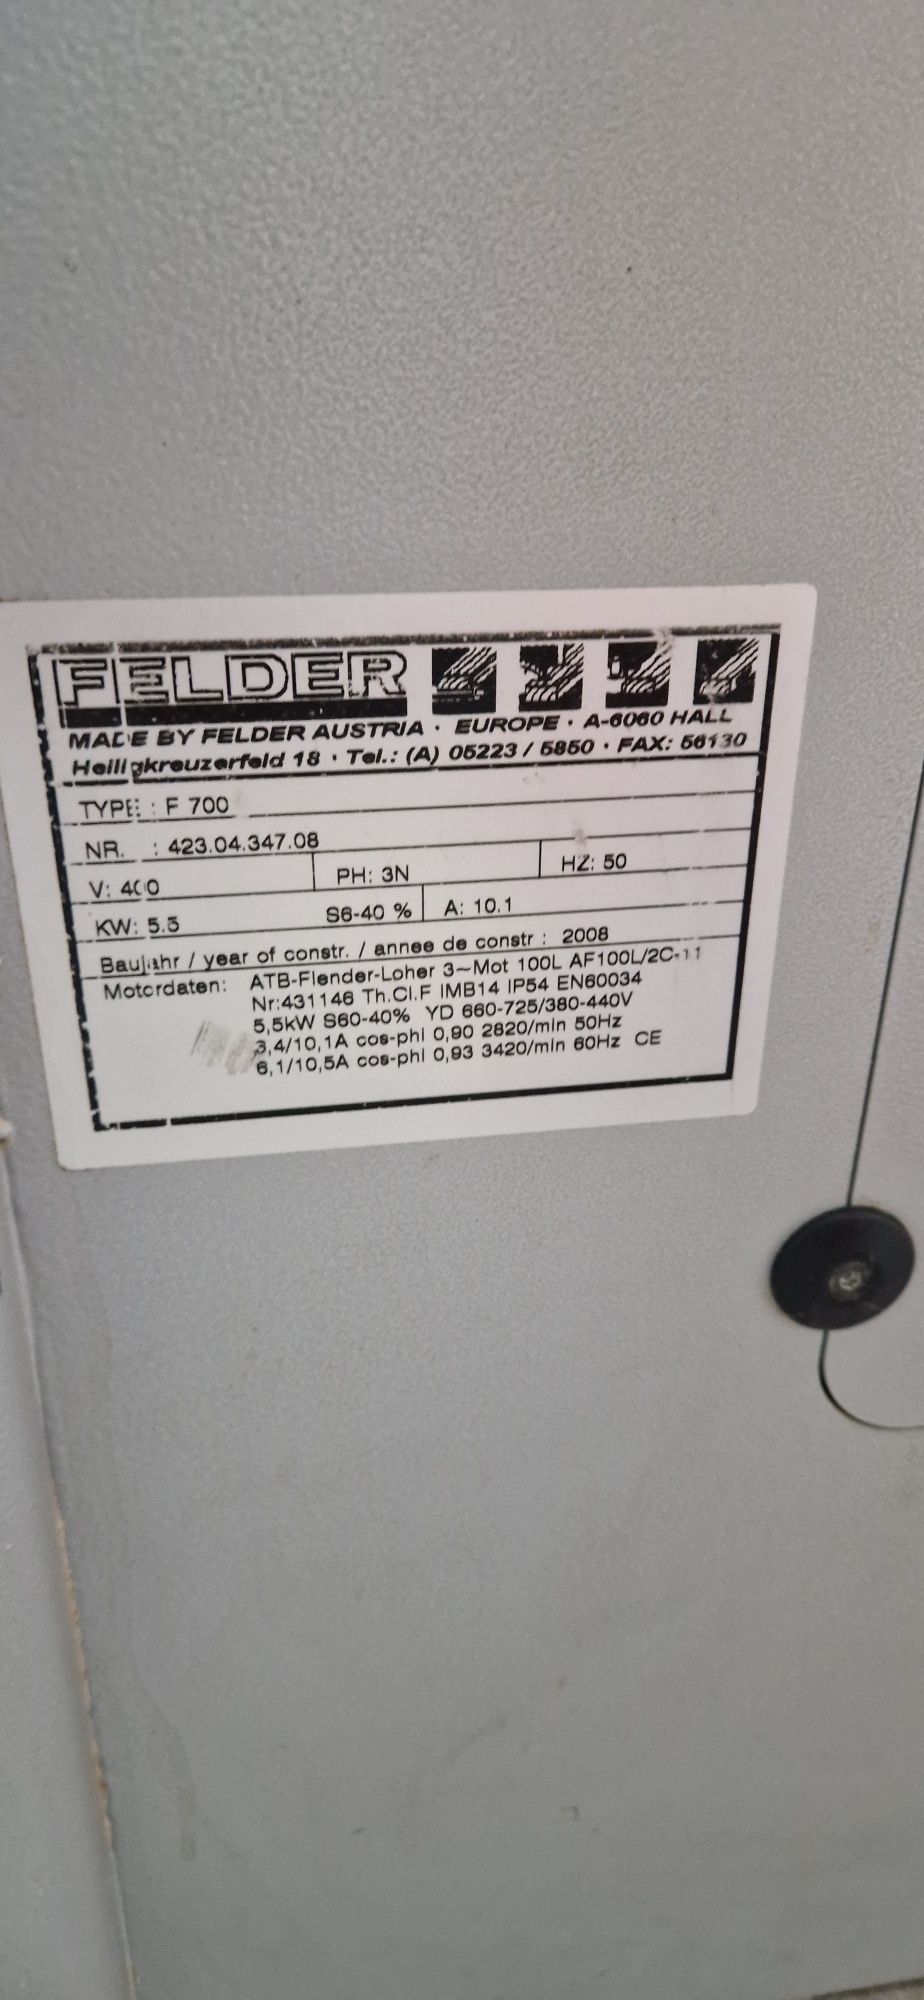 FELDER
MADE BY FELDER AUSTRIA · EUROPE · A-6060 HALL
Heiligkreuzerfeld 18 · Tel.: (A) 05223 / 5850 · FAX: 56130
TYPE : F 700
NR. : 423.04.347.08
V: 400 PH: 3N HZ: 50
KW: 5.5 S6-40 % A: 10.1
Baujahr / year of constr. / annee de constr : 2008
Motordaten: ATB-Flender-Loher 3~Mot 100L AF100L/2C-11
Nr:431146 Th.Cl.F IMB14 IP54 EN60034
5,5kW S60-40% YD 660-725/380-440V
3,4/10,1A cos-phi 0,90 2820/min 50Hz
6,1/10,5A cos-phi 0,93 3420/min 60Hz CE